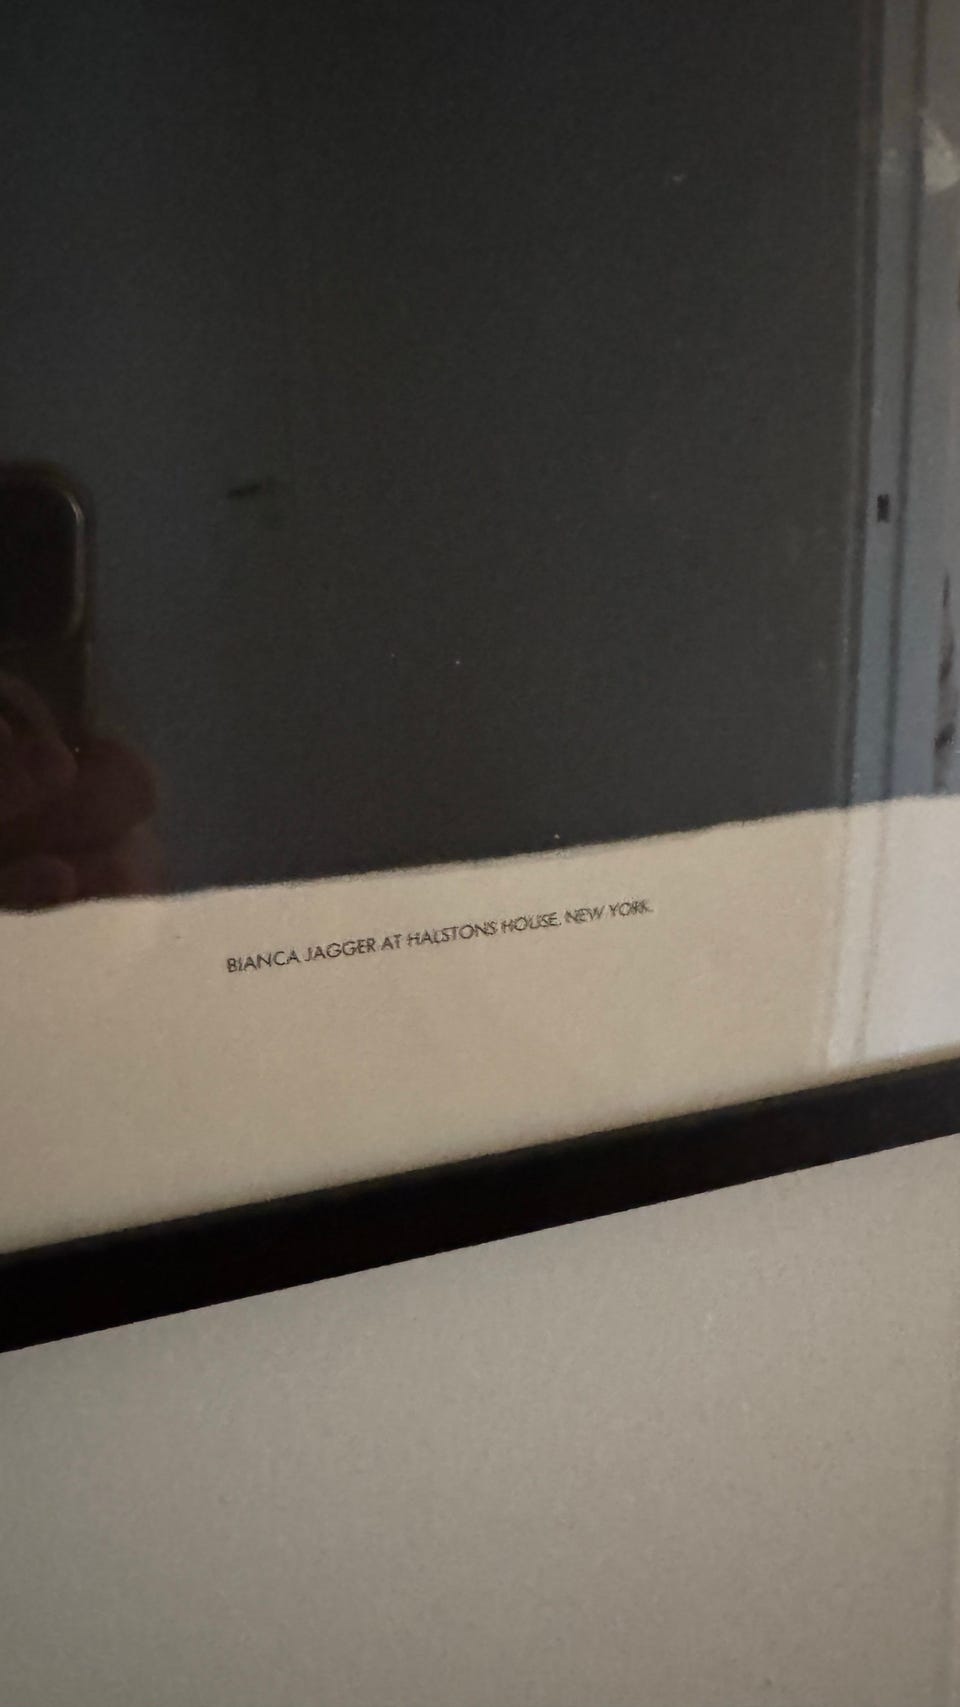 BIANCA JAGGER AT HALSTONS HOUSE, NEW YORK.